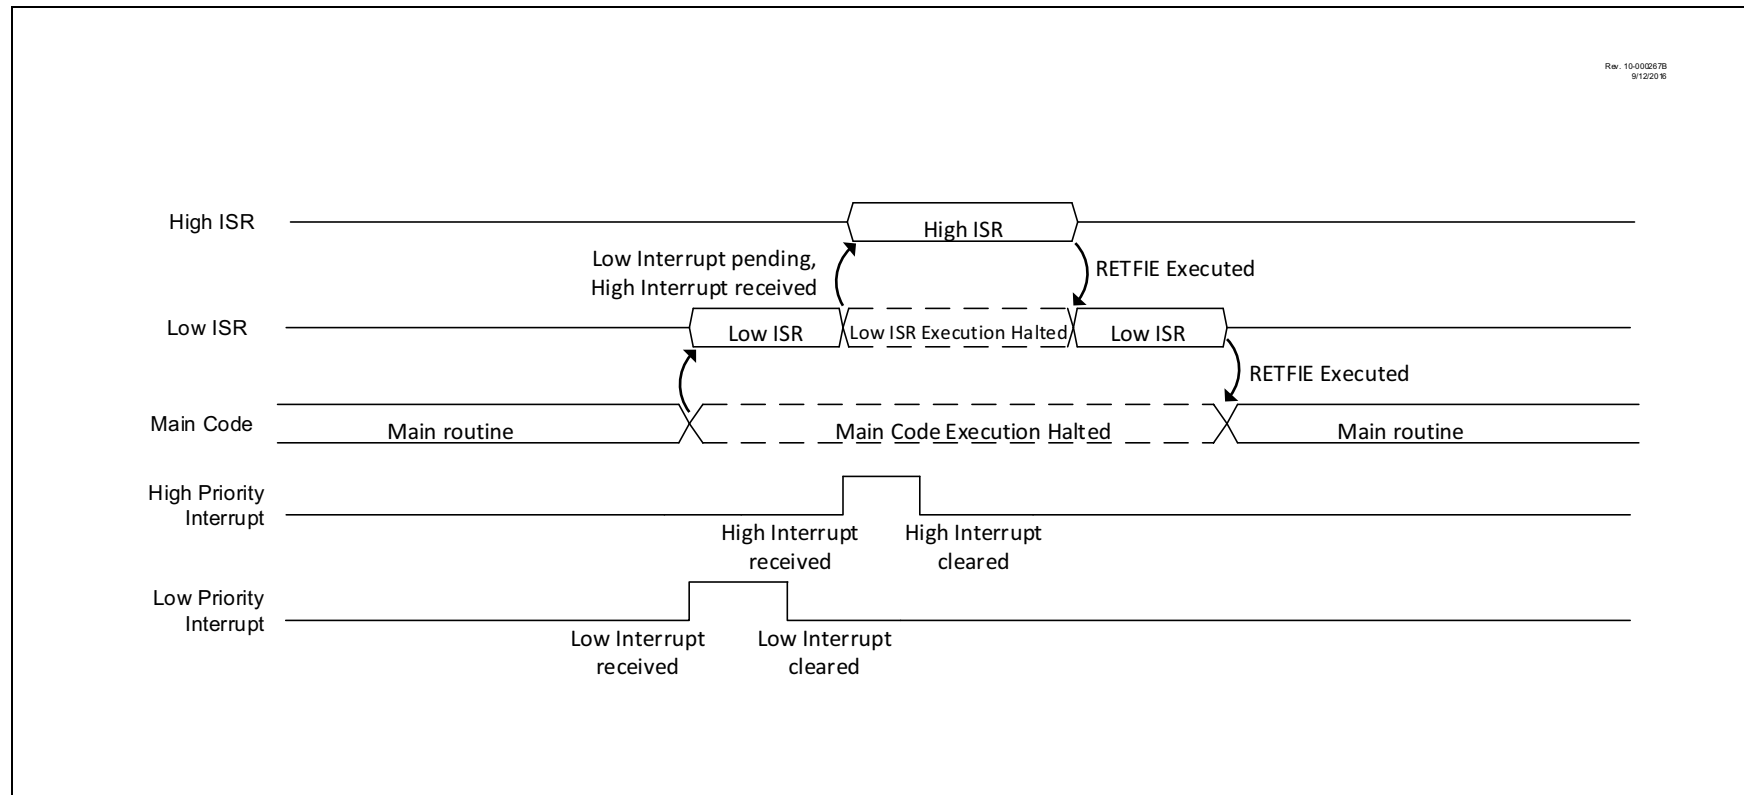 Rev. 10-000267B
9/12/2016
High ISR
High ISR
Low Interrupt pending,
High Interrupt received
RETFIE Executed
Low ISR
Low ISR
Low ISR Execution Halted
Low ISR
RETFIE Executed
Main Code
Main routine
Main Code Execution Halted
Main routine
High Priority
Interrupt
High Interrupt
received
High Interrupt
cleared
Low Priority
Interrupt
Low Interrupt
received
Low Interrupt
cleared